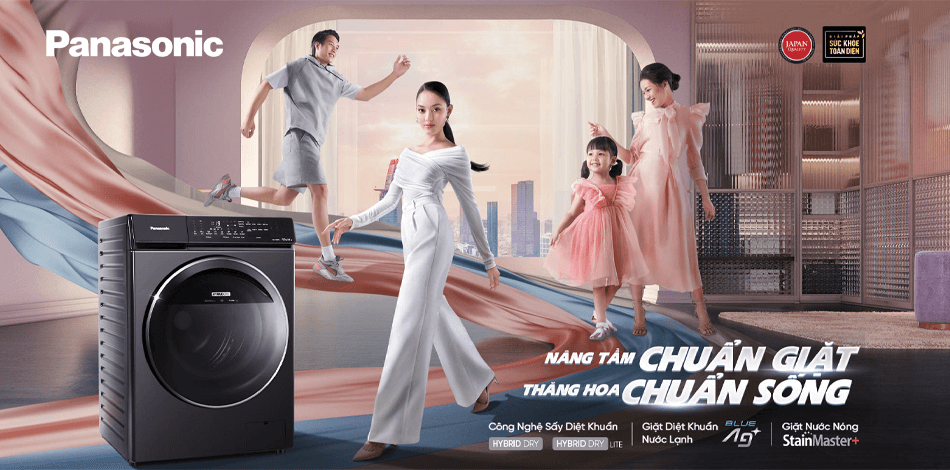 Panasonic
JAPAN
QUALITY
GIẢI PHÁP
SỨC KHỎE
TOÀN DIỆN
Panasonic
NÂNG TẦM CHUẨN GIẶT
THĂNG HOA CHUẨN SỐNG
Công Nghệ Sấy Diệt Khuẩn
HYBRID DRY HYBRID DRY LITE
Giặt Diệt Khuẩn
Nước Lạnh
BLUE
Ag+
Giặt Nước Nóng
StainMaster+